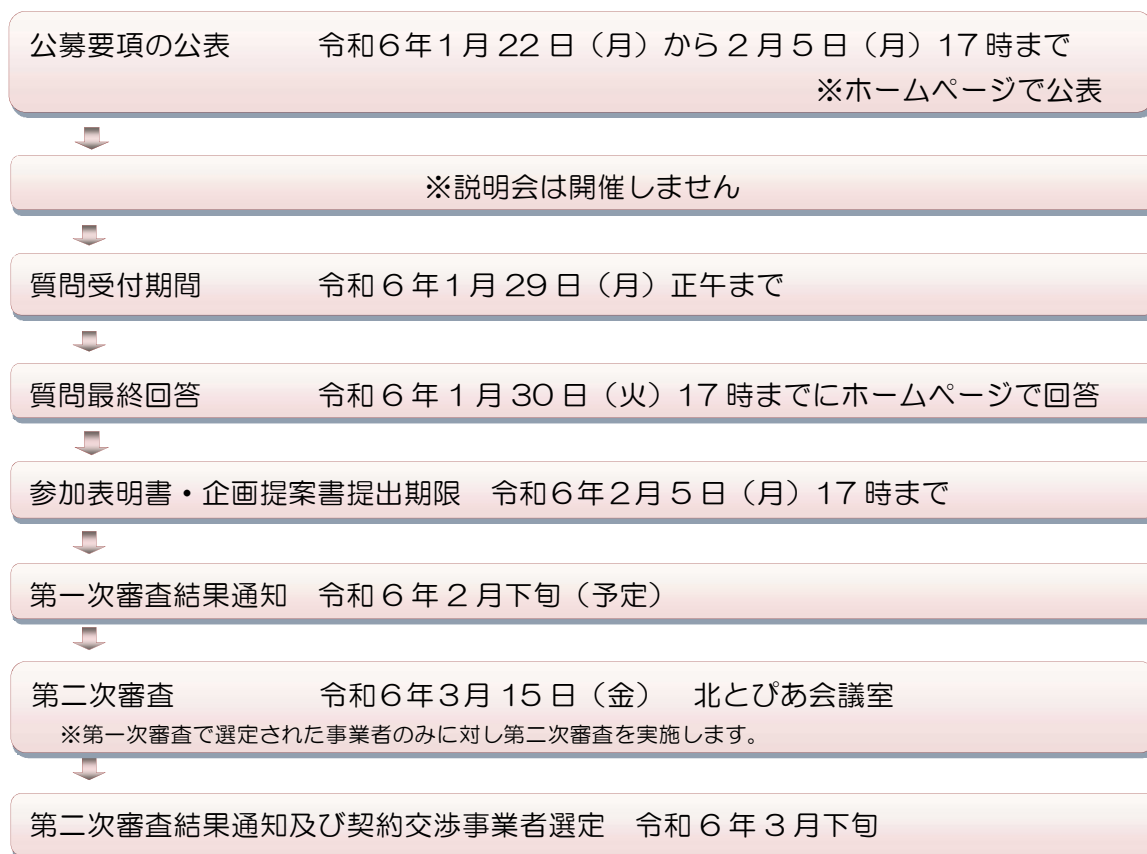 公募要項の公表 令和6年1月22日（月）から2月5日（月）17時まで
※ホームページで公表
※説明会は開催しません
質問受付期間 令和6年1月29日（月）正午まで
質問最終回答 令和6年1月30日（火）17時までにホームページで回答
参加表明書・企画提案書提出期限 令和6年2月5日（月）17時まで
第一次審査結果通知 令和6年2月下旬（予定）
第二次審査 令和6年3月15日（金） 北とぴあ会議室
※第一次審査で選定された事業者のみに対し第二次審査を実施します。
第二次審査結果通知及び契約交渉事業者選定 令和6年3月下旬